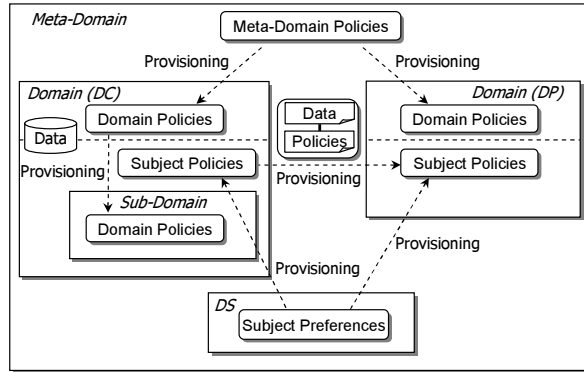 Meta-Domain
Meta-Domain Policies
Provisioning
Provisioning
Domain (DC)
Domain Policies
Data
Provisioning
Subject Policies
Sub-Domain
Domain Policies
Data
Policies
Provisioning
Domain (DP)
Domain Policies
Subject Policies
Provisioning
Provisioning
DS
Subject Preferences